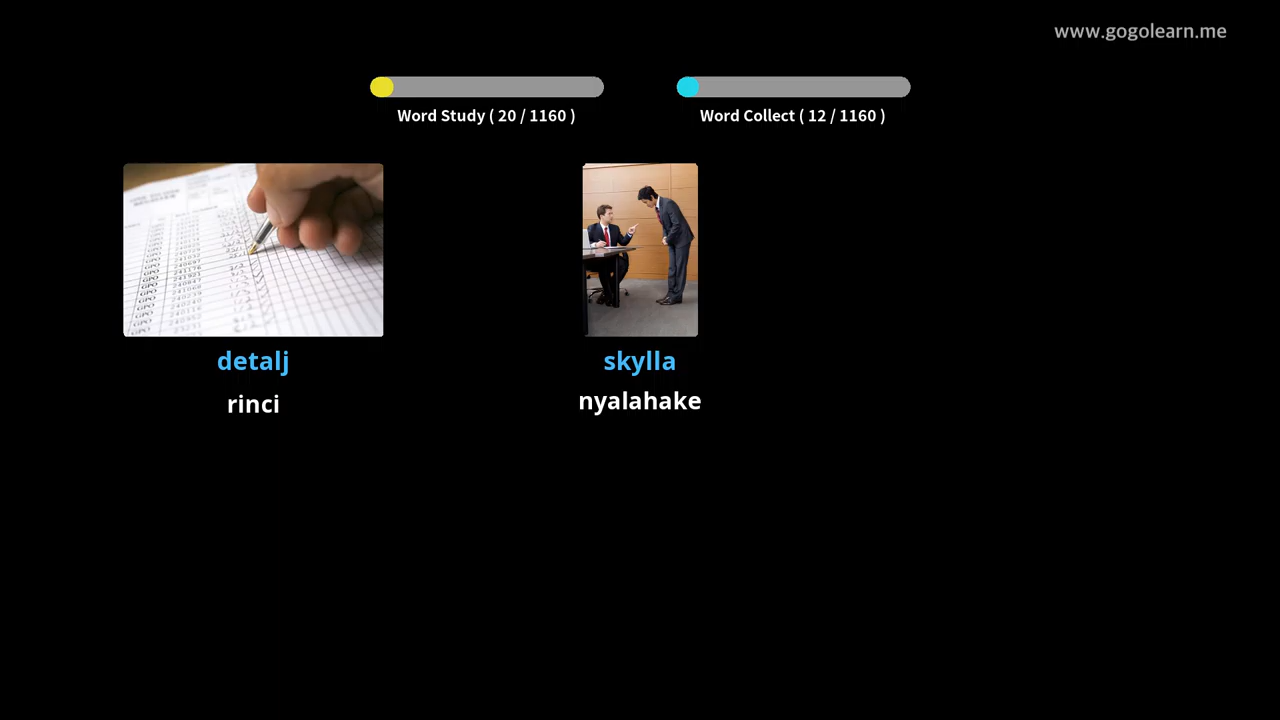 www.gogolearn.me
Word Study ( 20 / 1160 )
Word Collect ( 12 / 1160 )
detalj
skylla
rinci
nyalahake